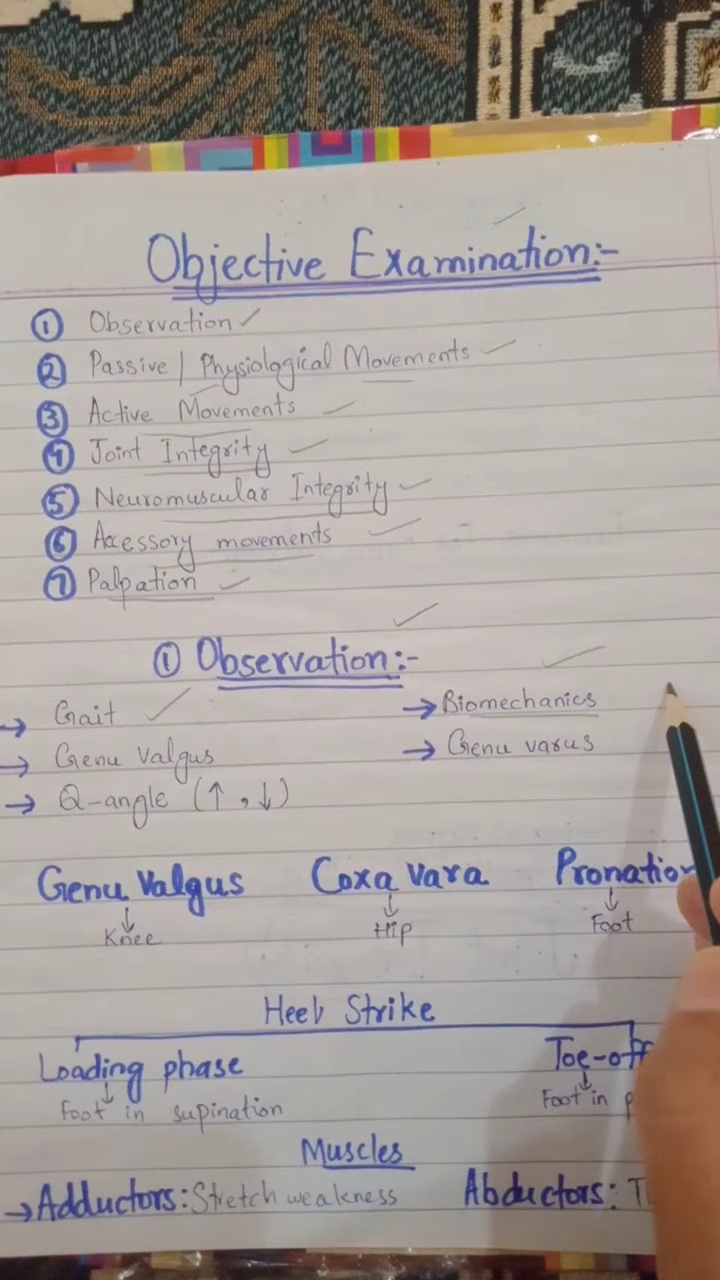 Objective Examination:-
① Observation ✓
② Passive / Physiological Movements ✓
③ Active Movements ✓
④ Joint Integrity ✓
⑤ Neuromuscular Integrity ✓
⑥ Accessory movements ✓
⑦ Palpation ✓
① Observation:-
→ Gait ✓ → Biomechanics
→ Genu valgus → Genu varus
→ Q-angle (↑, ↓)
Genu Valgus Coxa vara Pronation
↓ ↓ ↓
Knee Hip Foot
Heel Strike
Loading phase Toe-off
↓ ↓
Foot in supination Foot in
Muscles
→ Adductors: Stretch weakness Abductors: